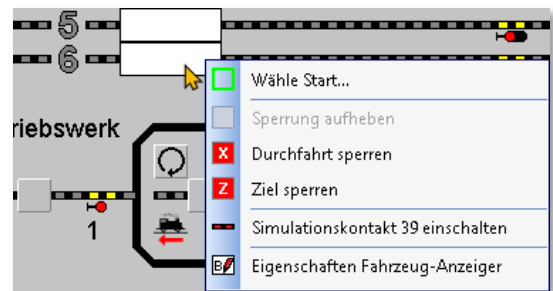 5
6
Wähle Start...
Sperrung aufheben
riebswerk
X Durchfahrt sperren
Z Ziel sperren
1
Simulationskontakt 39 einschalten
B Eigenschaften Fahrzeug-Anzeiger